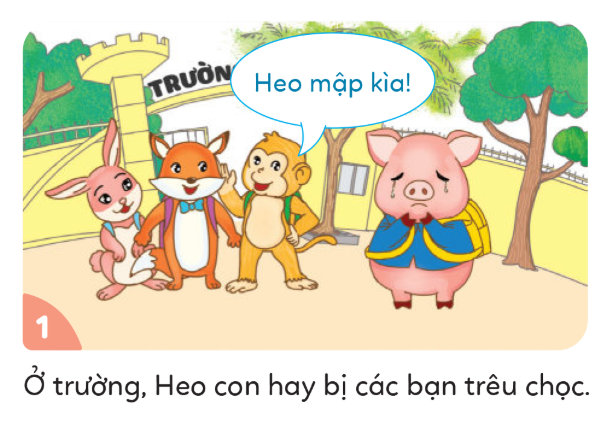 TRƯỜN
Heo mập kìa!
1
Ở trường, Heo con hay bị các bạn trêu chọc.